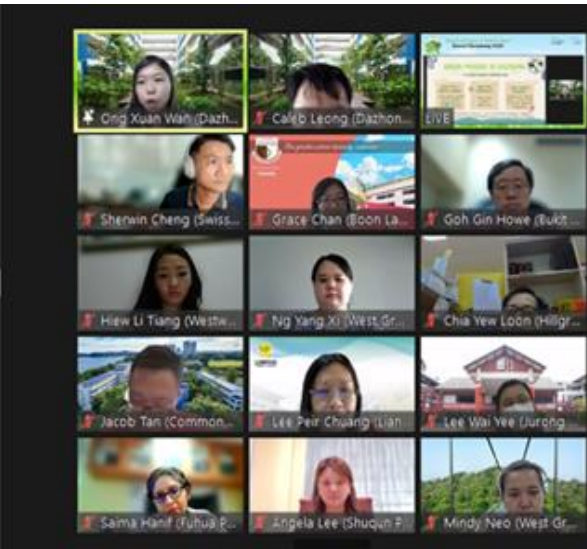 Ong Xuan Wan (Dazh...
Caleb Leong (Dazhon...
LIVE
Sherwin Cheng (Swiss...
Grace Chan (Boon La...
Goh Gin Howe (Bukit ...
Hiew Li Tiang (Westw...
Ng Yang Xi (West Gr...
Chia Yew Loon (Hillgr...
Jacob Tan (Common...
Lee Peir Chuang (Lian...
Lee Wai Yee (Jurong ...
Saima Hanif (Fuhua P...
Angela Lee (Shuqun P...
Mindy Neo (West Gr...